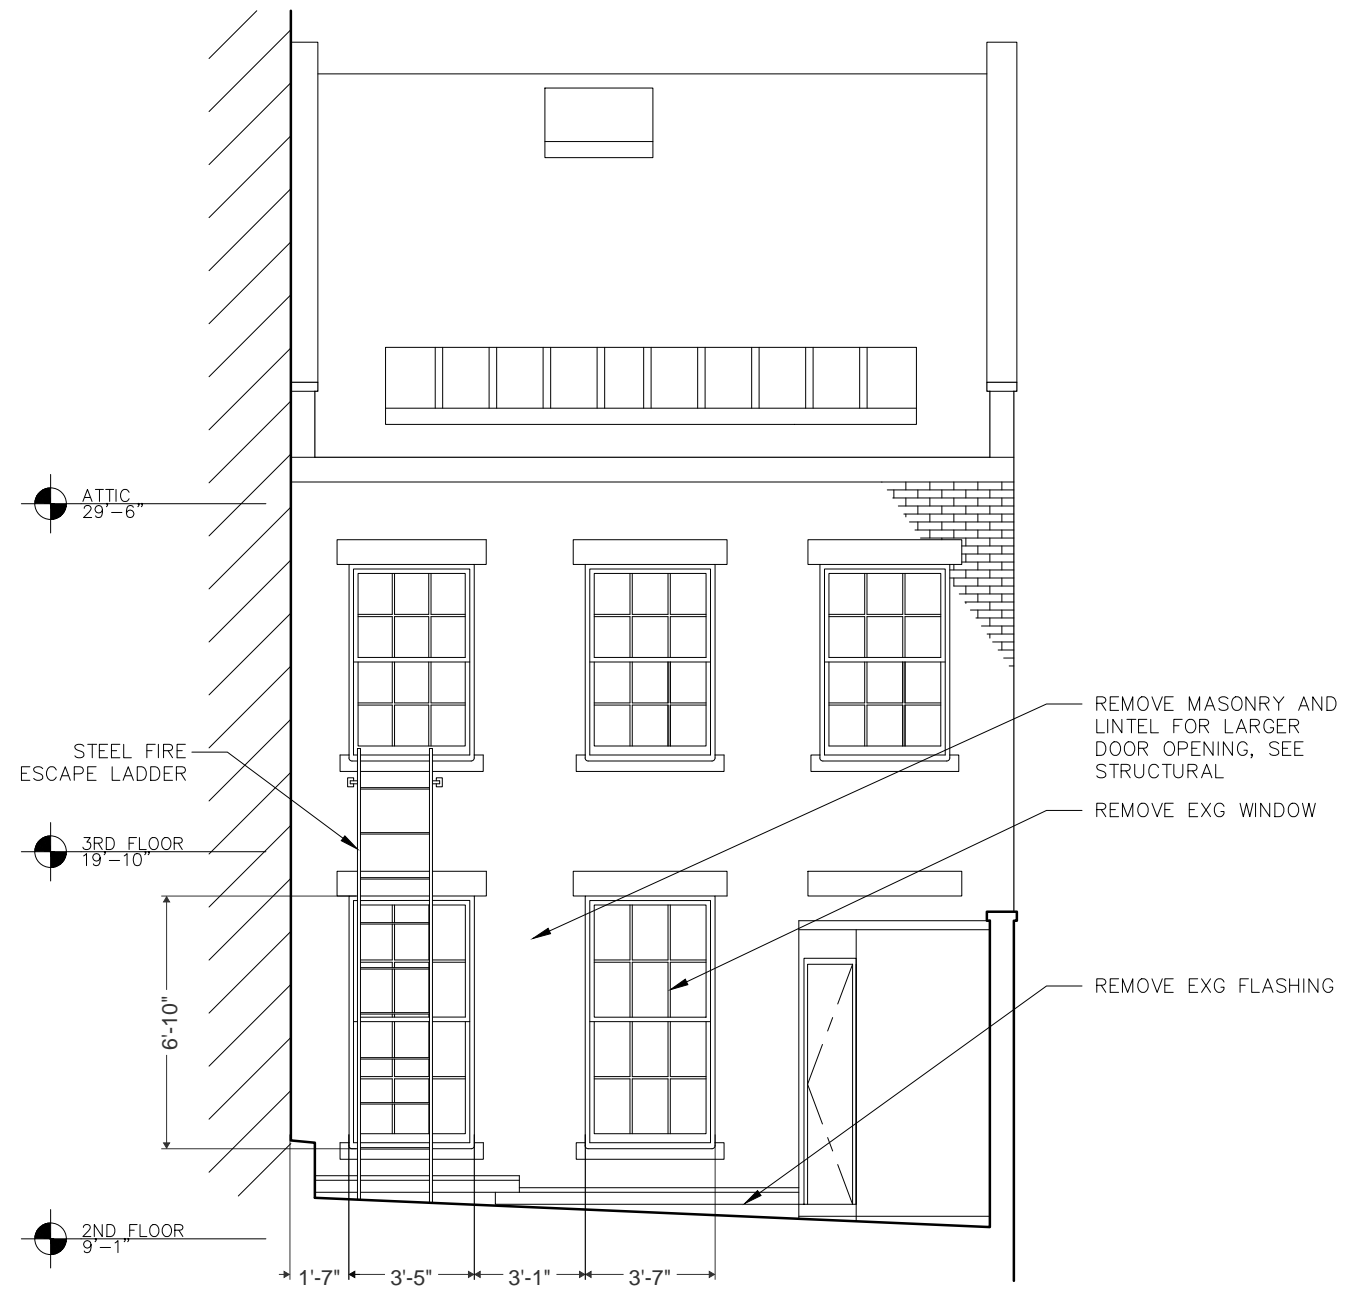 ATTIC
29'-6"
REMOVE MASONRY AND
LINTEL FOR LARGER
DOOR OPENING, SEE
STRUCTURAL
STEEL FIRE
ESCAPE LADDER
REMOVE EXG WINDOW
3RD FLOOR
19'-10"
REMOVE EXG FLASHING
6'-10"
2ND FLOOR
9'-1"
1'-7" 3'-5" 3'-1" 3'-7"